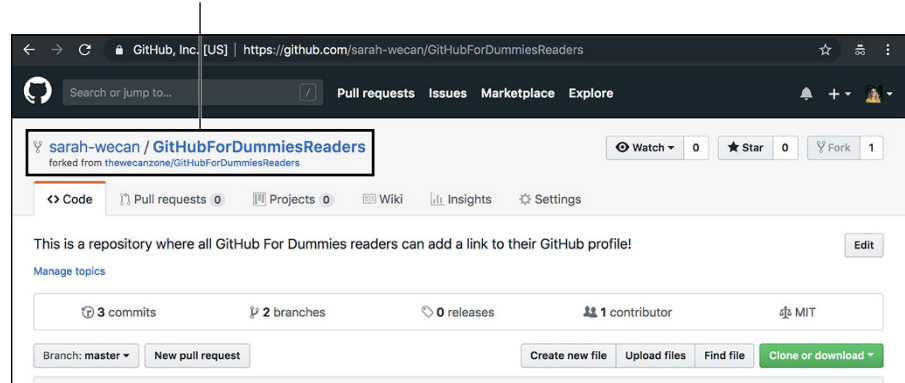 GitHub, Inc. [US] | https://github.com/sarah-wecan/GitHubForDummiesReaders
Search or jump to... / Pull requests Issues Marketplace Explore
sarah-wecan / GitHubForDummiesReaders
forked from thewecanzone/GitHubForDummiesReaders
Watch 0 Star 0 Fork 1
Code Pull requests 0 Projects 0 Wiki Insights Settings
This is a repository where all GitHub For Dummies readers can add a link to their GitHub profile! Edit
Manage topics
3 commits 2 branches 0 releases 1 contributor MIT
Branch: master New pull request Create new file Upload files Find file Clone or download